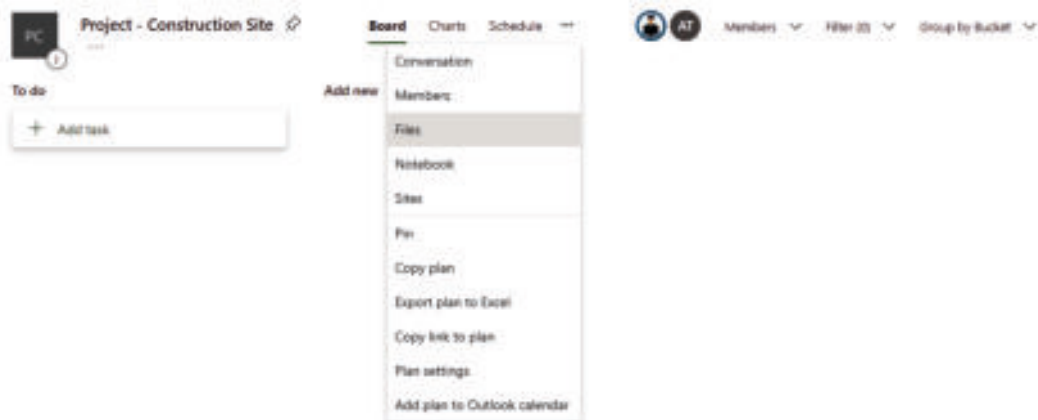 PC
Project - Construction Site
Board Charts Schedule ...
AT
Members
Filter (0)
Group by Bucket
To do
Add new
+ Add task
Conversation
Members
Files
Notebook
Sites
Pin
Copy plan
Export plan to Excel
Copy link to plan
Plan settings
Add plan to Outlook calendar